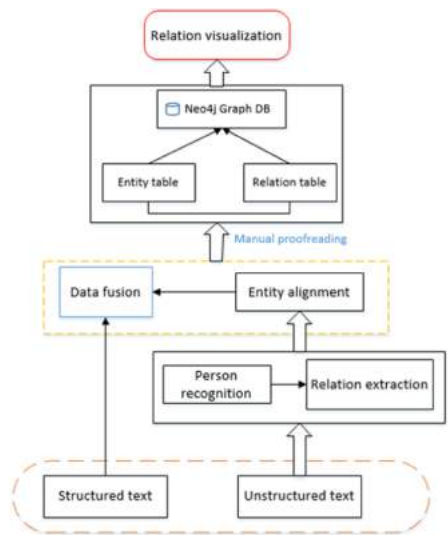 Relation visualization
Neo4j Graph DB
Entity table
Relation table
Manual proofreading
Data fusion
Entity alignment
Person
recognition
Relation extraction
Structured text
Unstructured text